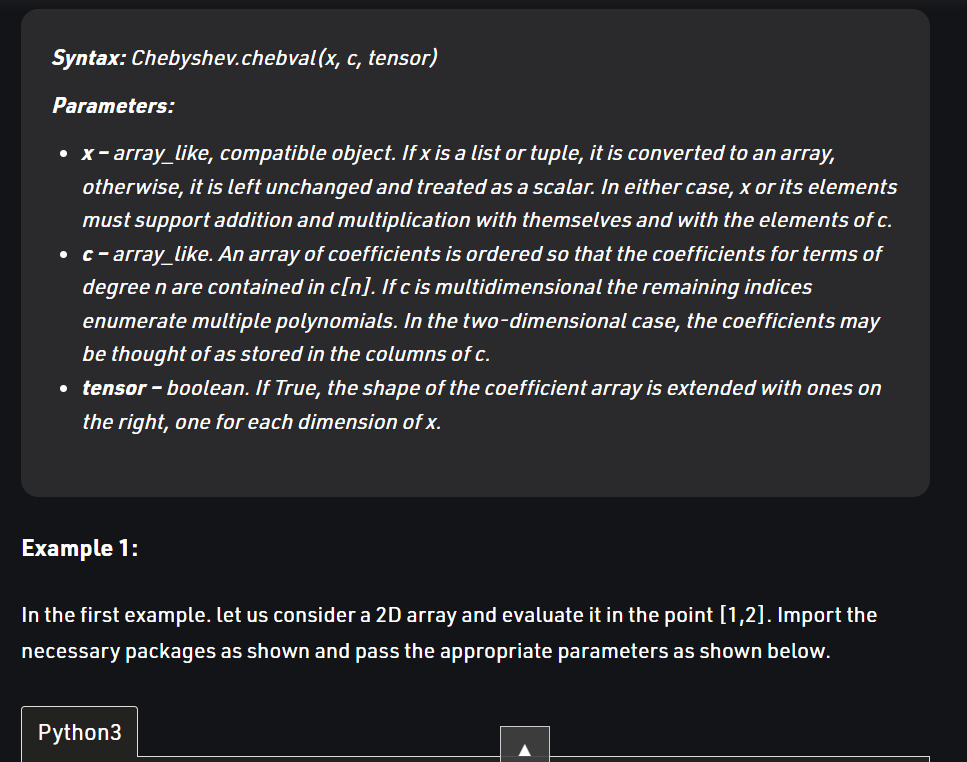 Syntax: Chebyshev.chebval(x, c, tensor)
Parameters:
• x – array_like, compatible object. If x is a list or tuple, it is converted to an array,
otherwise, it is left unchanged and treated as a scalar. In either case, x or its elements
must support addition and multiplication with themselves and with the elements of c.
• c – array_like. An array of coefficients is ordered so that the coefficients for terms of
degree n are contained in c[n]. If c is multidimensional the remaining indices
enumerate multiple polynomials. In the two-dimensional case, the coefficients may
be thought of as stored in the columns of c.
• tensor – boolean. If True, the shape of the coefficient array is extended with ones on
the right, one for each dimension of x.
Example 1:
In the first example. let us consider a 2D array and evaluate it in the point [1,2]. Import the
necessary packages as shown and pass the appropriate parameters as shown below.
Python3
▲